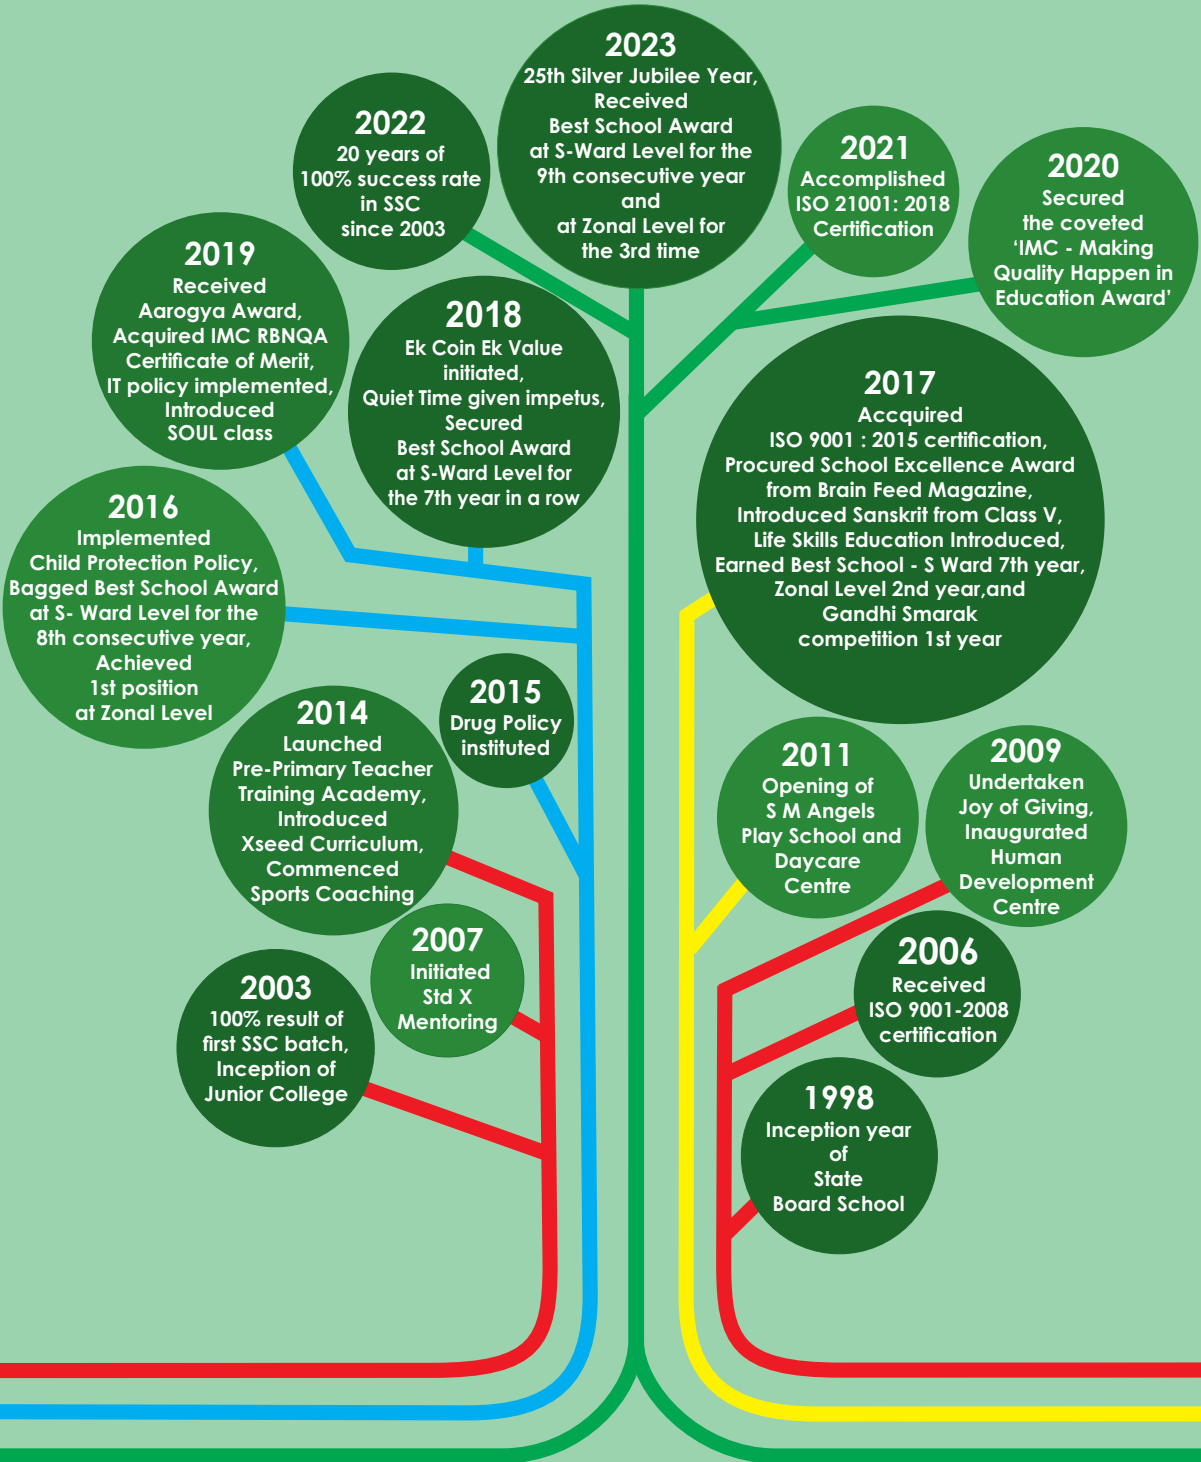 2023
25th Silver Jubilee Year,
Received
Best School Award
at S-Ward Level for the
9th consecutive year
and
at Zonal Level for
the 3rd time
2022
20 years of
100% success rate
in SSC
since 2003
2021
Accomplished
ISO 21001: 2018
Certification
2020
Secured
the coveted
‘IMC - Making
Quality Happen in
Education Award’
2019
Received
Aarogya Award,
Acquired IMC RBNQA
Certificate of Merit,
IT policy implemented,
Introduced
SOUL class
2018
Ek Coin Ek Value
initiated,
Quiet Time given impetus,
Secured
Best School Award
at S-Ward Level for
the 7th year in a row
2017
Accquired
ISO 9001 : 2015 certification,
Procured School Excellence Award
from Brain Feed Magazine,
Introduced Sanskrit from Class V,
Life Skills Education Introduced,
Earned Best School - S Ward 7th year,
Zonal Level 2nd year,and
Gandhi Smarak
competition 1st year
2016
Implemented
Child Protection Policy,
Bagged Best School Award
at S- Ward Level for the
8th consecutive year,
Achieved
1st position
at Zonal Level
2015
Drug Policy
instituted
2014
Launched
Pre-Primary Teacher
Training Academy,
Introduced
Xseed Curriculum,
Commenced
Sports Coaching
2011
Opening of
S M Angels
Play School and
Daycare
Centre
2009
Undertaken
Joy of Giving,
Inaugurated
Human
Development
Centre
2007
Initiated
Std X
Mentoring
2006
Received
ISO 9001-2008
certification
2003
100% result of
first SSC batch,
Inception of
Junior College
1998
Inception year
of
State
Board School